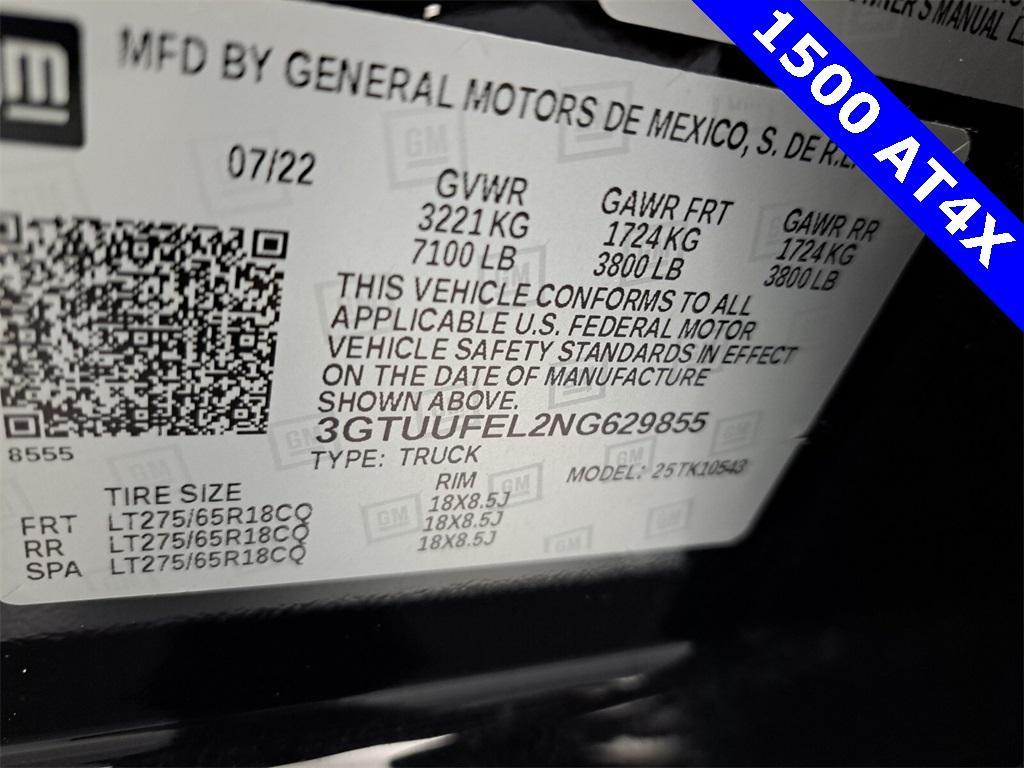 OWNER'S MANUAL
1500 AT4X
MFD BY GENERAL MOTORS DE MEXICO, S. DE R.L.
07/22
GVWR GAWR FRT GAWR RR
3221 KG 1724 KG 1724 KG
7100 LB 3800 LB 3800 LB
THIS VEHICLE CONFORMS TO ALL
APPLICABLE U.S. FEDERAL MOTOR
VEHICLE SAFETY STANDARDS IN EFFECT
ON THE DATE OF MANUFACTURE
SHOWN ABOVE.
3GTUUFEL2NG629855
8555
TYPE: TRUCK MODEL: 25TK10543
TIRE SIZE RIM
FRT LT275/65R18CQ 18X8.5J
RR LT275/65R18CQ 18X8.5J
SPA LT275/65R18CQ 18X8.5J
GM